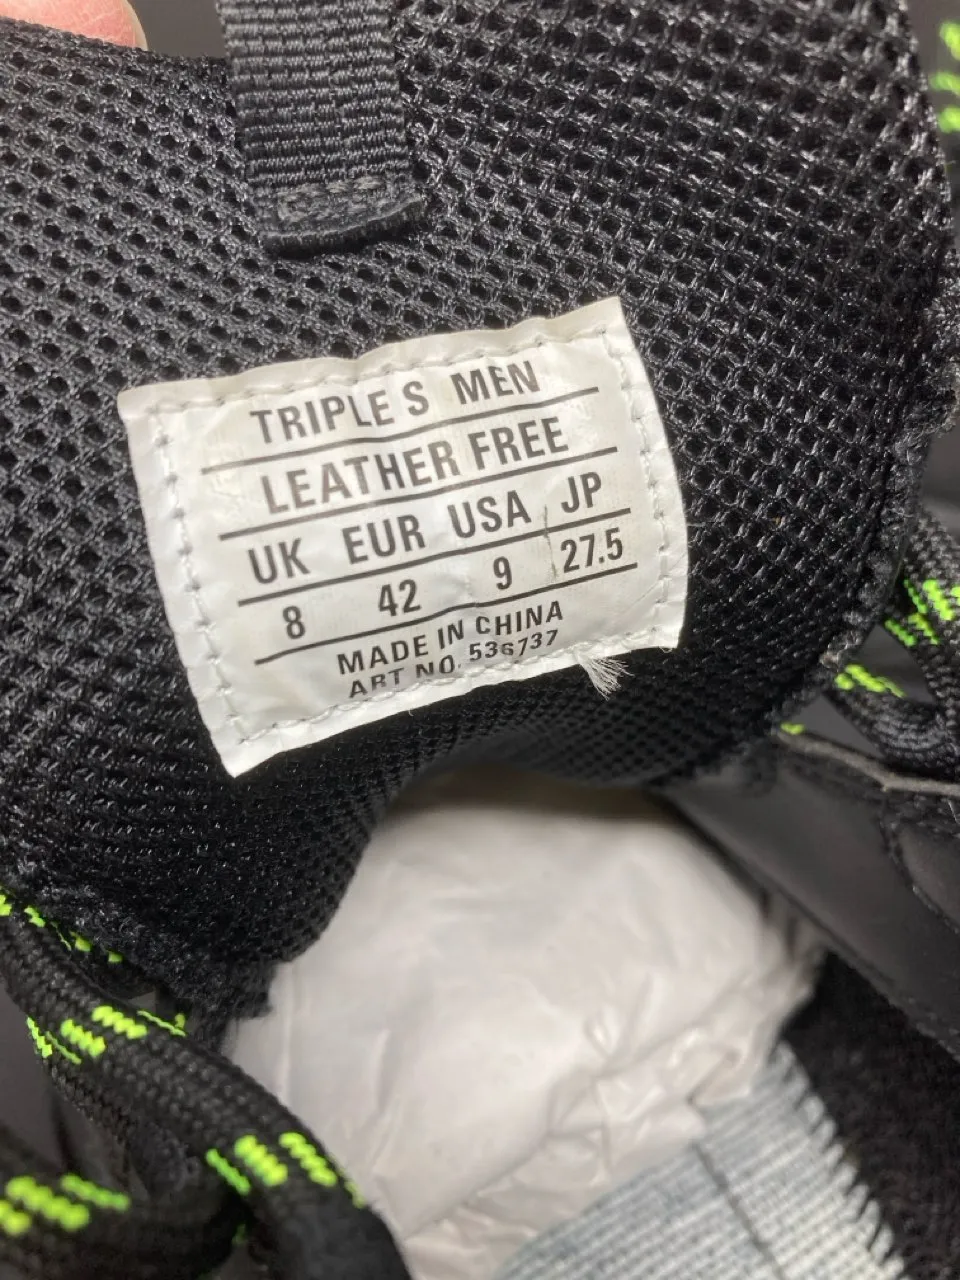 TRIPLE S MEN
LEATHER FREE
UK EUR USA JP
8 42 9 27.5
MADE IN CHINA
ART NO. 536737